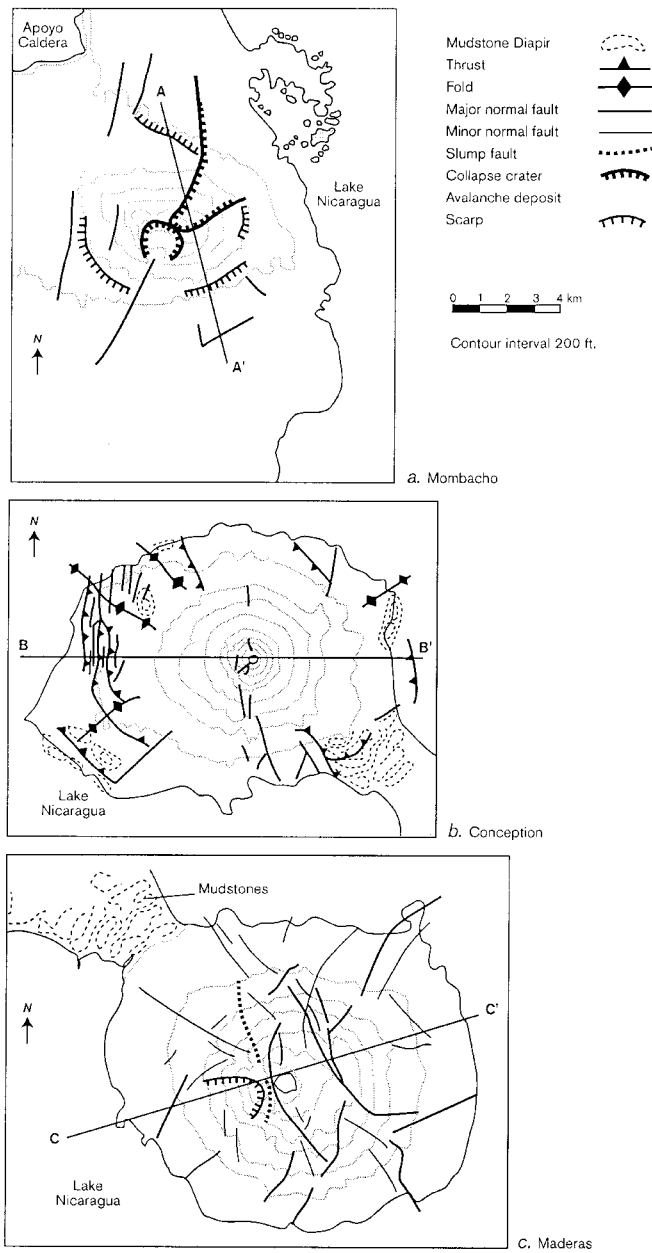 Apoyo
Caldera
A
Lake
Nicaragua
N
A'
a. Mombacho
Mudstone Diapir
Thrust
Fold
Major normal fault
Minor normal fault
Slump fault
Collapse crater
Avalanche deposit
Scarp
0 1 2 3 4 km
Contour interval 200 ft.
N
B
B'
Lake
Nicaragua
b. Conception
Mudstones
N
C'
C
Lake
Nicaragua
c. Maderas